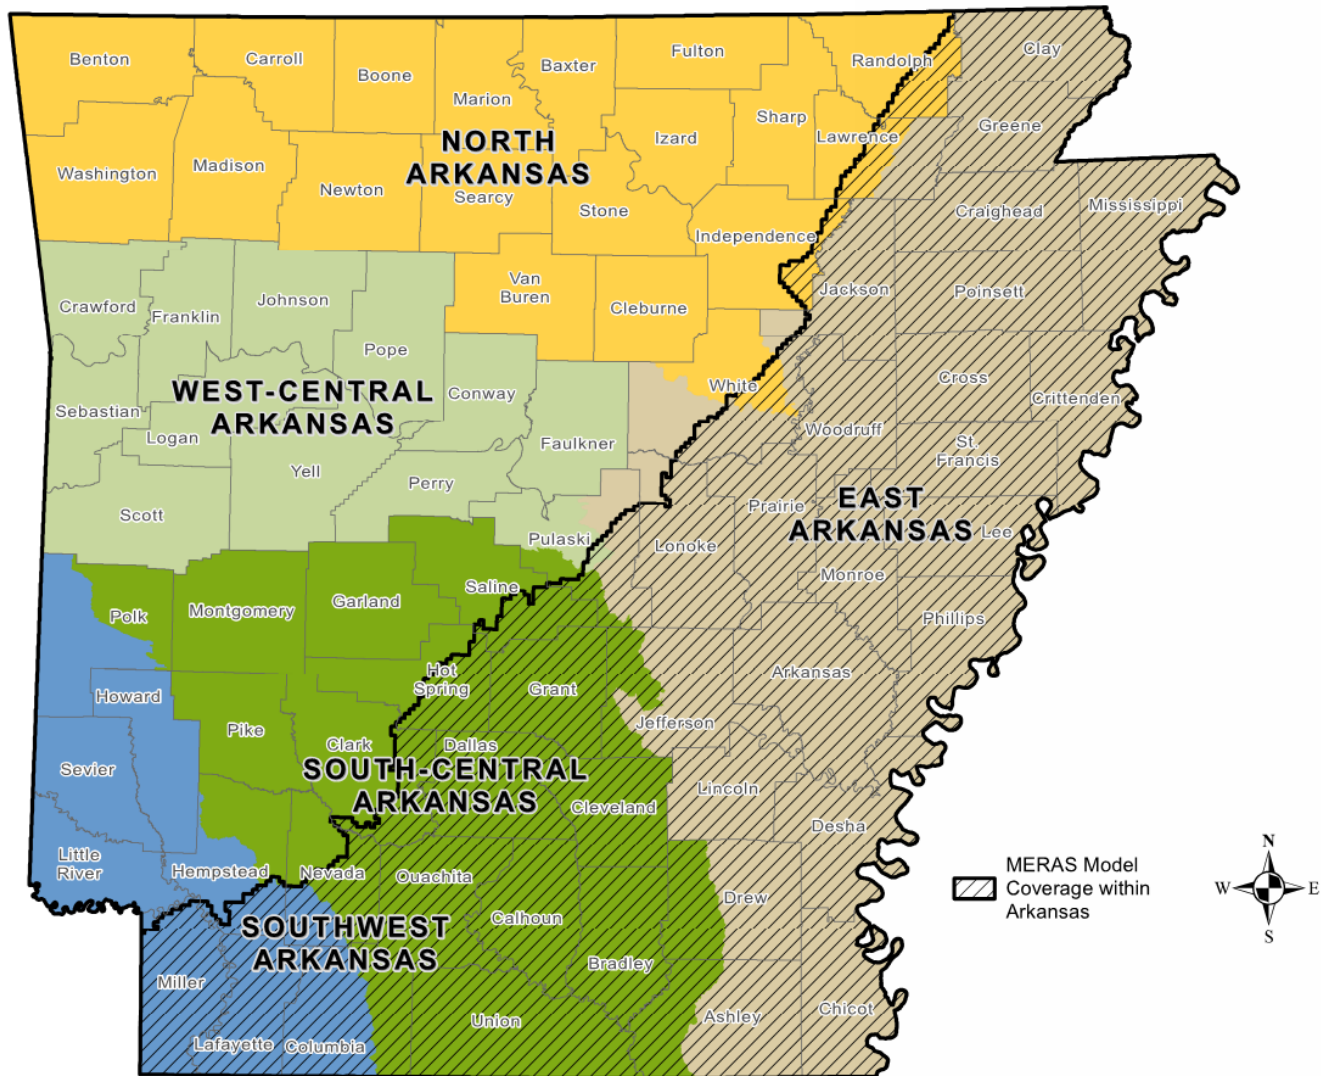 Benton
Carroll
Boone
Baxter
Fulton
Randolph
Clay
Marion
Sharp
Greene
Izard
Lawrence
NORTH
ARKANSAS
Washington
Madison
Newton
Searcy
Stone
Craighead
Mississippi
Independence
Crawford
Franklin
Johnson
Van
Buren
Cleburne
Jackson
Poinsett
Pope
WEST-CENTRAL
ARKANSAS
Conway
White
Cross
Crittenden
Sebastian
Logan
Faulkner
Woodruff
St.
Francis
Yell
Perry
Scott
Prairie
EAST
ARKANSAS
Lee
Pulaski
Lonoke
Monroe
Polk
Montgomery
Garland
Saline
Phillips
Howard
Hot
Spring
Grant
Arkansas
Pike
Clark
Dallas
Jefferson
Sevier
SOUTH-CENTRAL
ARKANSAS
Cleveland
Lincoln
Desha
Little
River
Hempstead
Nevada
Ouachita
Drew
SOUTHWEST
ARKANSAS
Calhoun
Bradley
Miller
Lafayette
Columbia
Union
Ashley
Chicot
MERAS Model
Coverage within
Arkansas
N
W
E
S